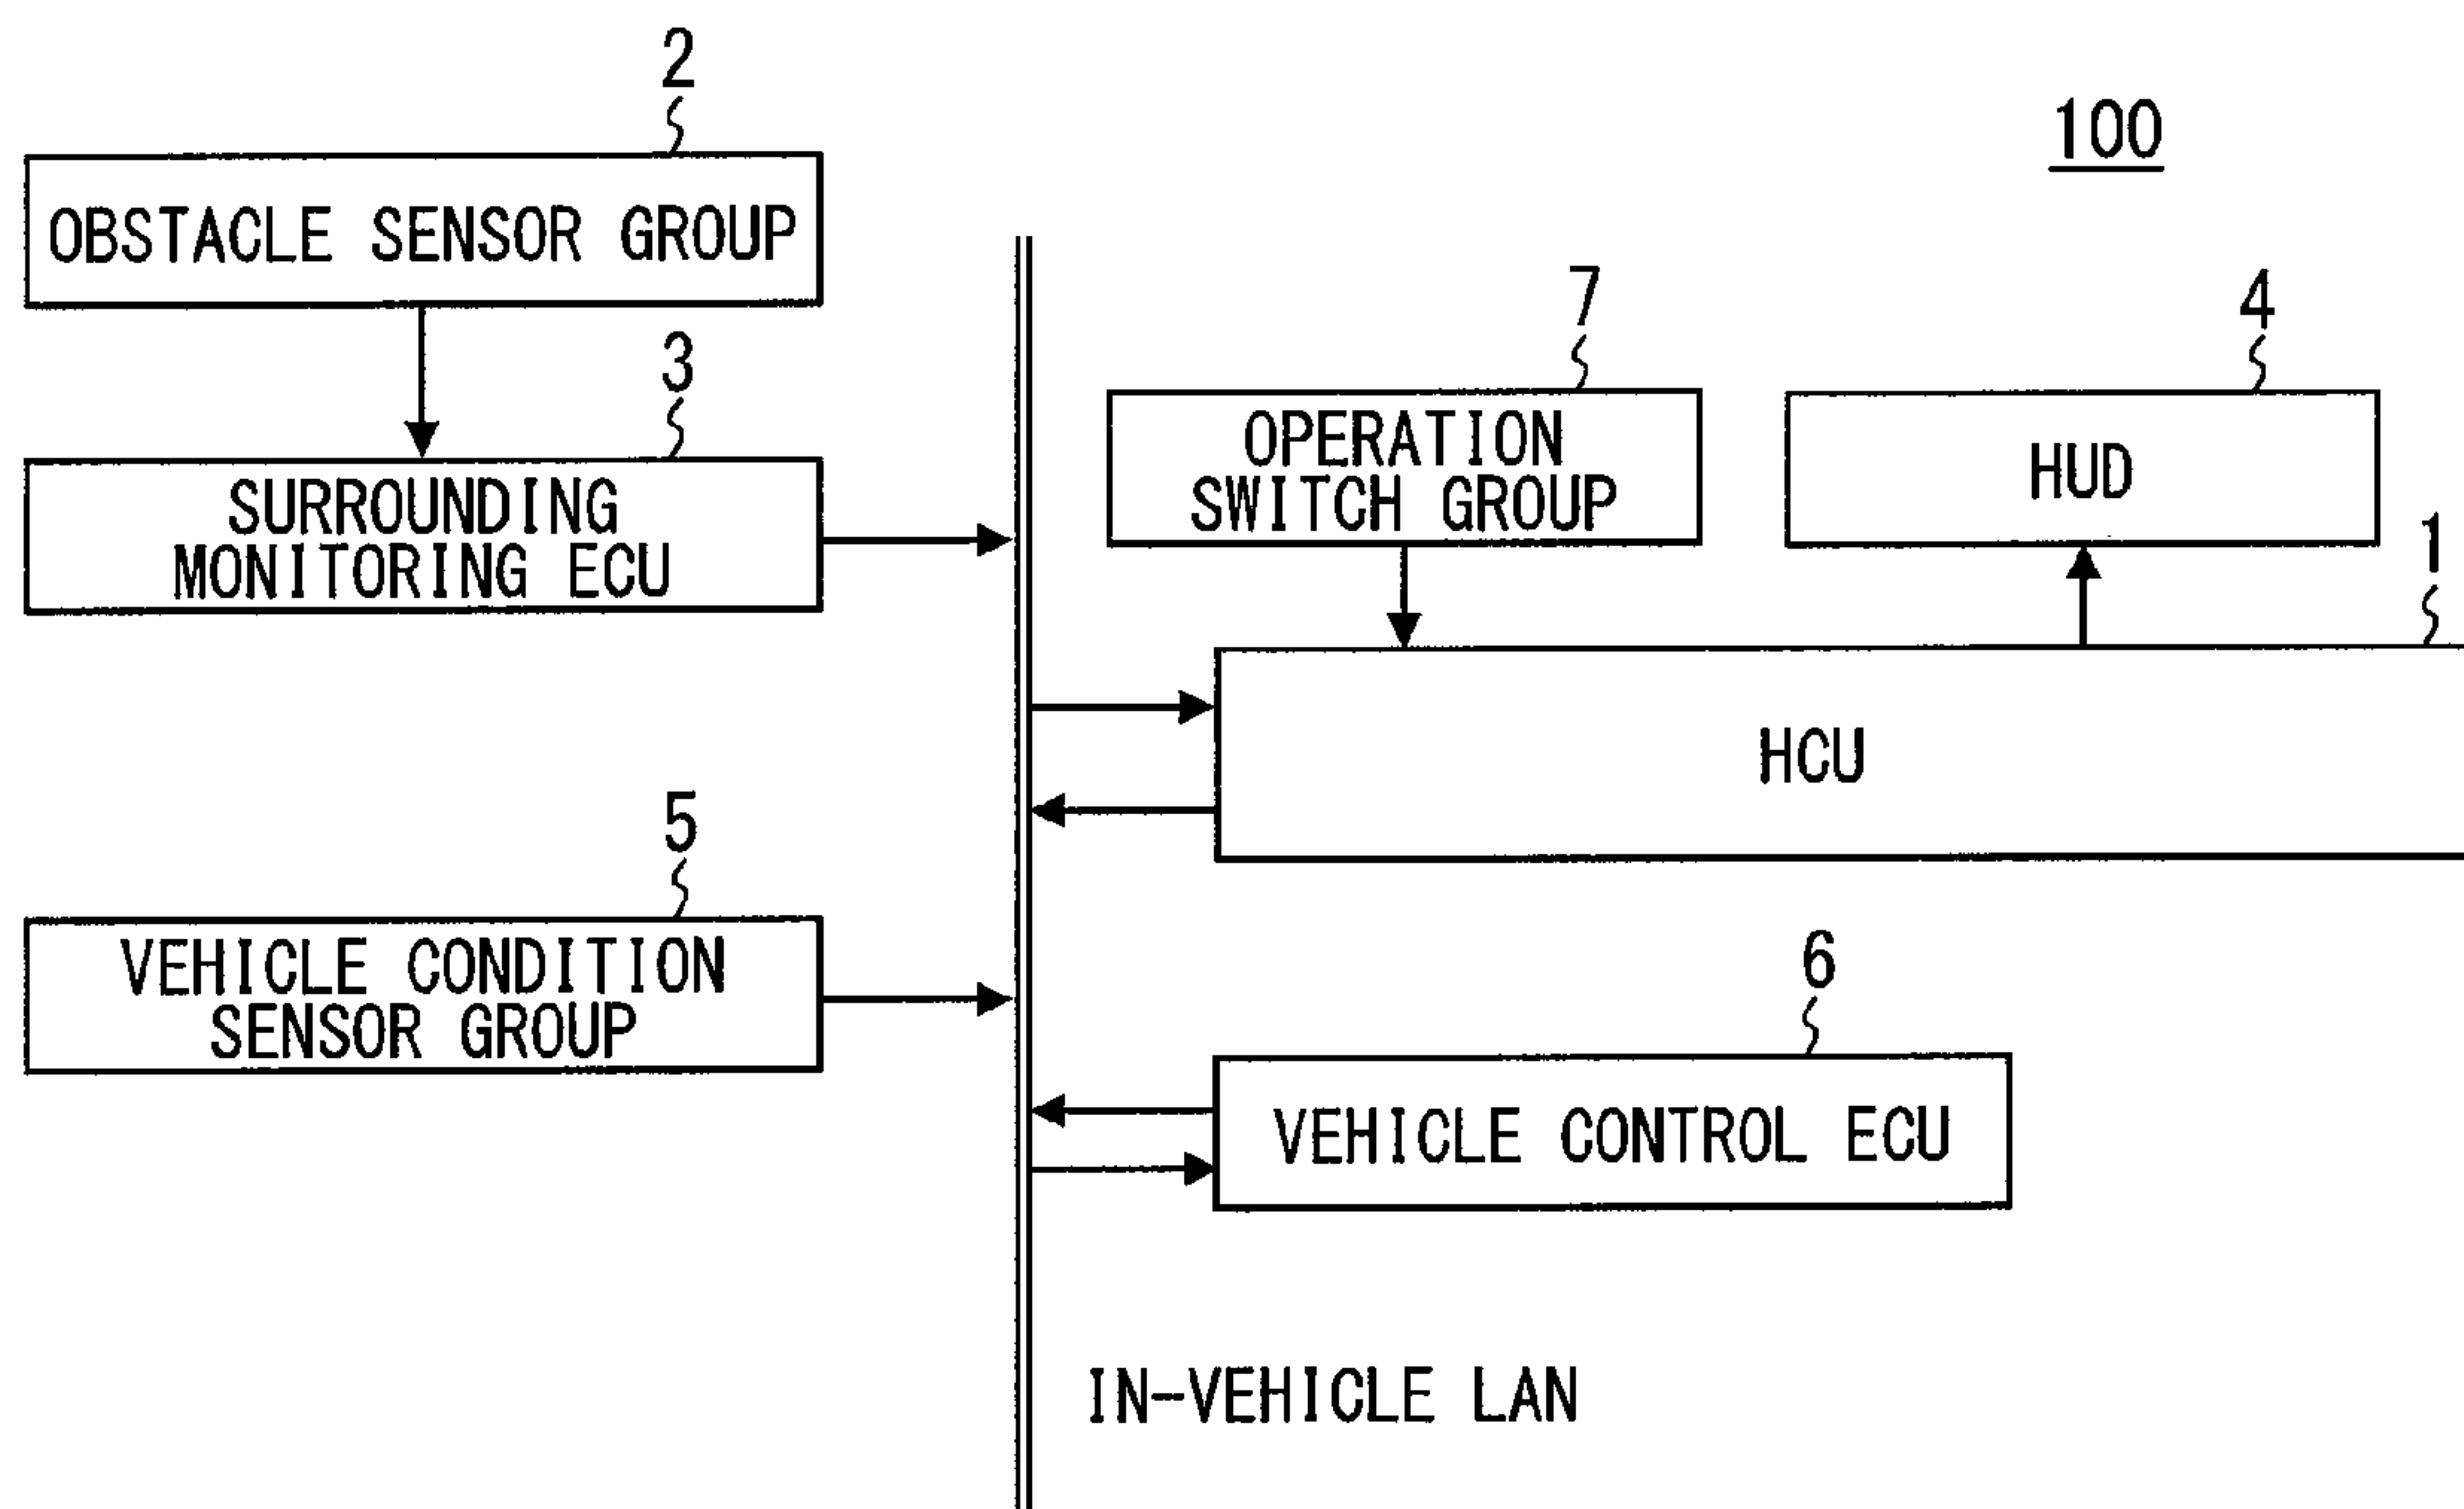 2
100
OBSTACLE SENSOR GROUP
7
4
3
OPERATION
SWITCH GROUP
HUD
SURROUNDING
MONITORING ECU
1
HCU
5
VEHICLE CONDITION
SENSOR GROUP
6
VEHICLE CONTROL ECU
IN-VEHICLE LAN